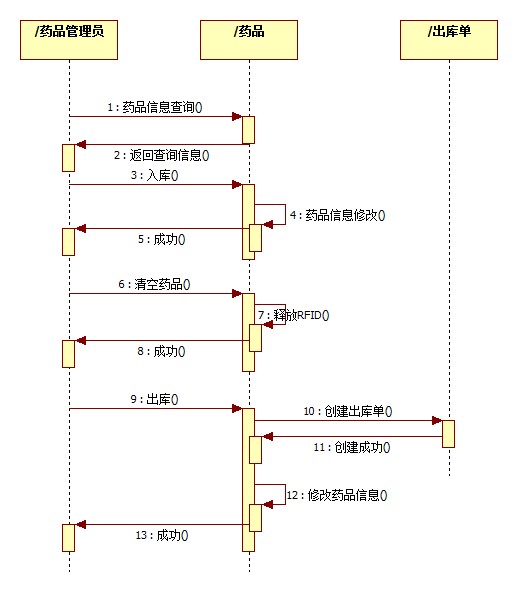 /药品管理员
/药品
/出库单
1 : 药品信息查询()
2 : 返回查询信息()
3 : 入库()
4 : 药品信息修改()
5 : 成功()
6 : 清空药品()
7 : 释放RFID()
8 : 成功()
9 : 出库()
10 : 创建出库单()
11 : 创建成功()
12 : 修改药品信息()
13 : 成功()